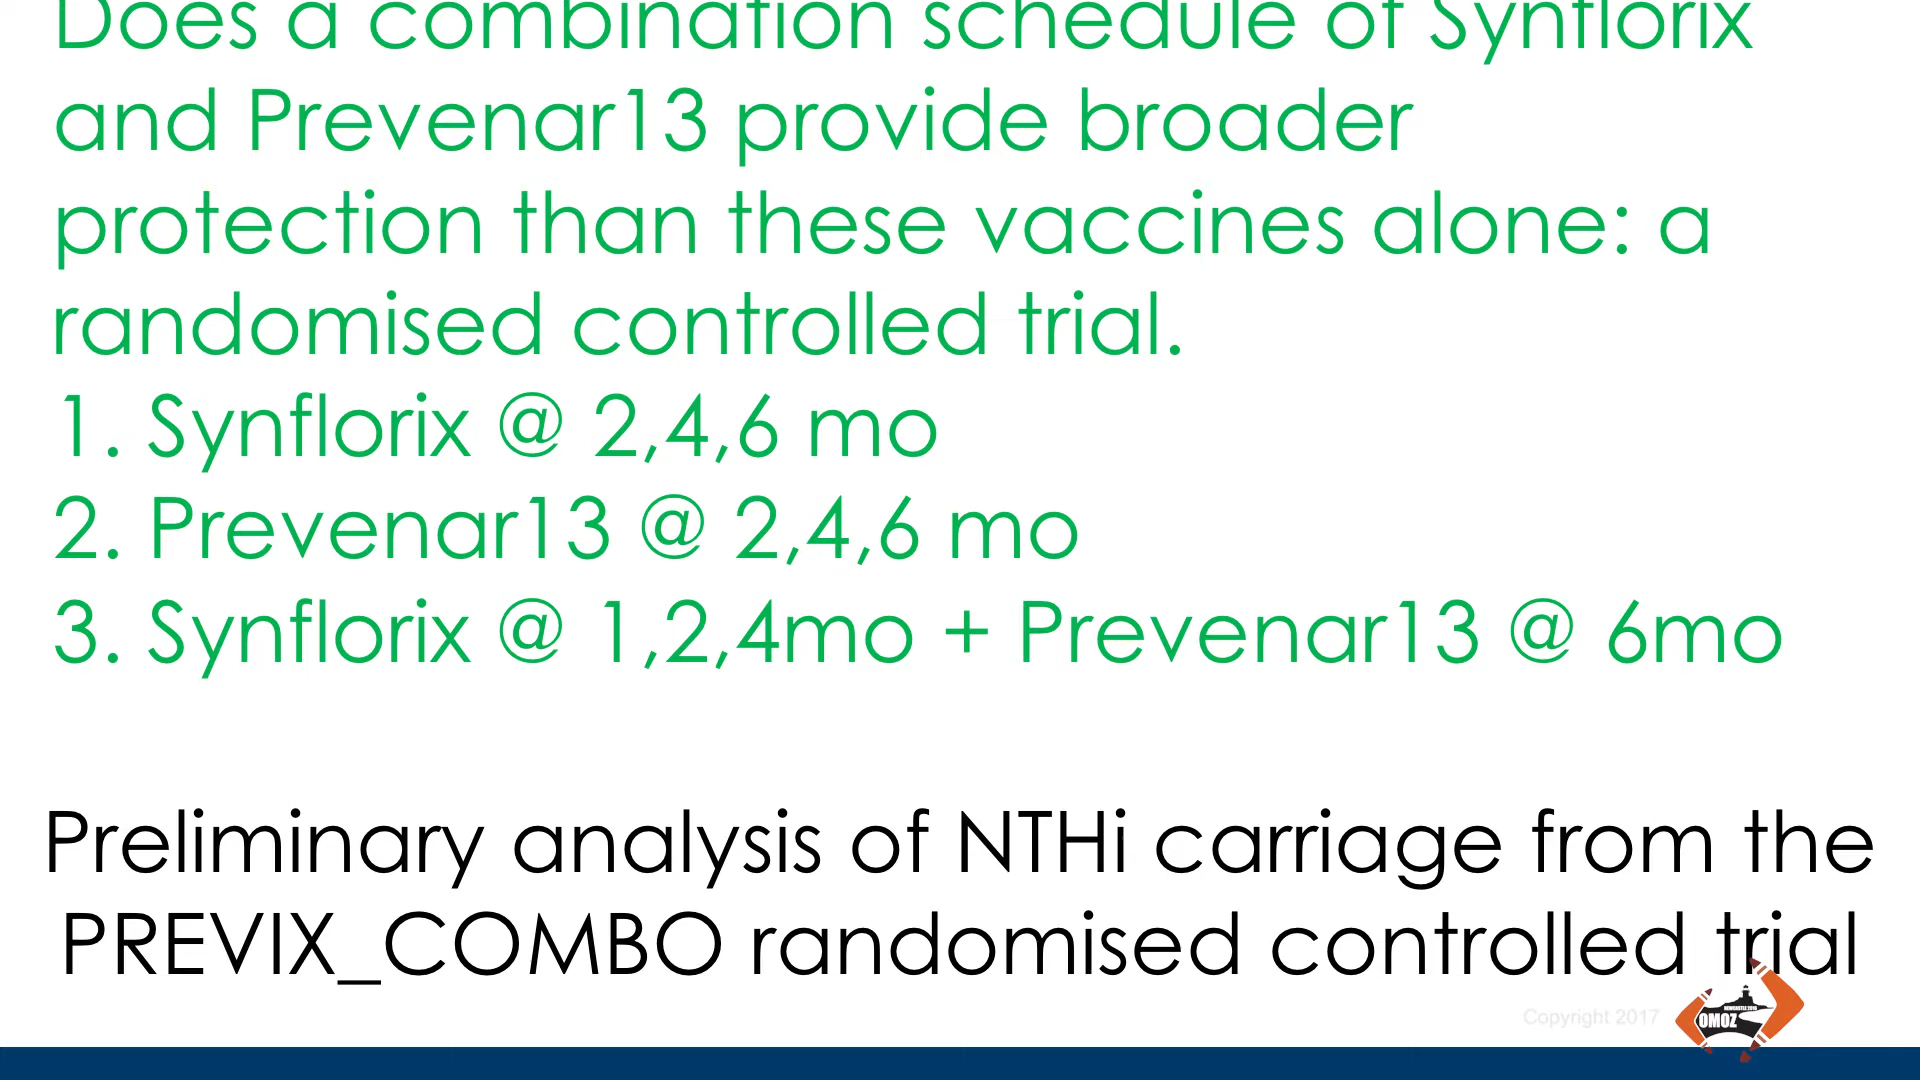 Does a combination schedule of Synflorix
and Prevenar13 provide broader
protection than these vaccines alone: a
randomised controlled trial.
1. Synflorix @ 2,4,6 mo
2. Prevenar13 @ 2,4,6 mo
3. Synflorix @ 1,2,4mo + Prevenar13 @ 6mo
Preliminary analysis of NTHi carriage from the
PREVIX_COMBO randomised controlled trial
Copyright 2017
OMOZ